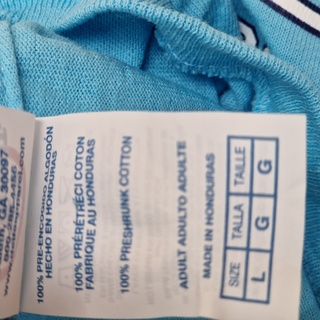 GA 30097
100% PRE-ENCOGIDO ALGODÓN
HECHO EN HONDURAS
100% PRÉRÉTRÉCI COTON
FABRIQUE AU HONDURAS
100% PRESHRUNK COTTON
ADULT ADULTO ADULTE
MADE IN HONDURAS
SIZE TALLA TAILLE
L G G